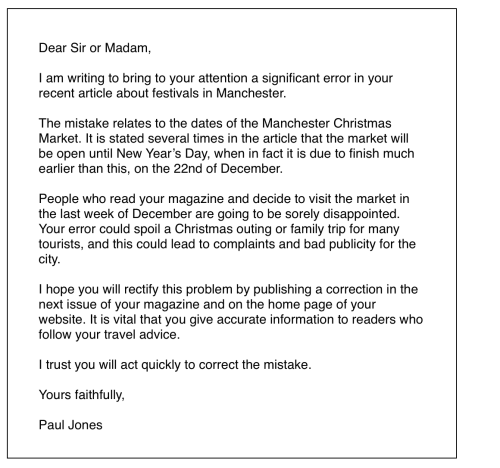 Dear Sir or Madam,
I am writing to bring to your attention a significant error in your
recent article about festivals in Manchester.
The mistake relates to the dates of the Manchester Christmas
Market. It is stated several times in the article that the market will
be open until New Year’s Day, when in fact it is due to finish much
earlier than this, on the 22nd of December.
People who read your magazine and decide to visit the market in
the last week of December are going to be sorely disappointed.
Your error could spoil a Christmas outing or family trip for many
tourists, and this could lead to complaints and bad publicity for the
city.
I hope you will rectify this problem by publishing a correction in the
next issue of your magazine and on the home page of your
website. It is vital that you give accurate information to readers who
follow your travel advice.
I trust you will act quickly to correct the mistake.
Yours faithfully,
Paul Jones